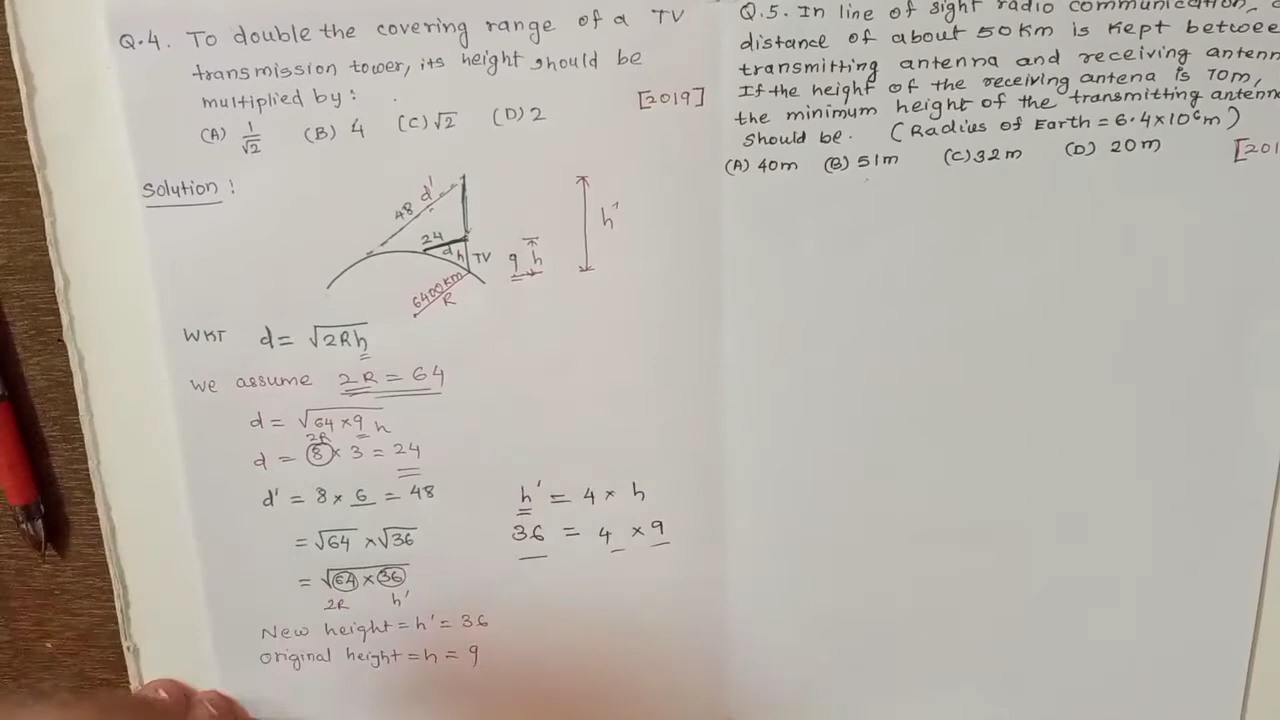 Q.4. To double the covering range of a TV
transmission tower, its height should be
multiplied by:
[2019]
(A) 1/√2 (B) 4 (C) √2 (D) 2
Solution:
48 d'
24
d h TV
6400km
R
9 h
h'
WKT d = √2Rh
we assume 2R = 64
d = √64 × 9 h
2R
d = 8 × 3 = 24
d' = 8 × 6 = 48
= √64 × √36
= √64 × 36
2R h'
New height = h' = 36
original height = h = 9
h' = 4 × h
36 = 4 × 9
Q.5. In line of sight radio communication,
distance of about 50Km is kept
transmitting antenna and receiving
If the height of the receiving antena is 70m,
the minimum height of the transmitting
should be. (Radius of Earth = 6.4×10⁶m)
(A) 40m (B) 51m (C) 32m (D) 20m
[201